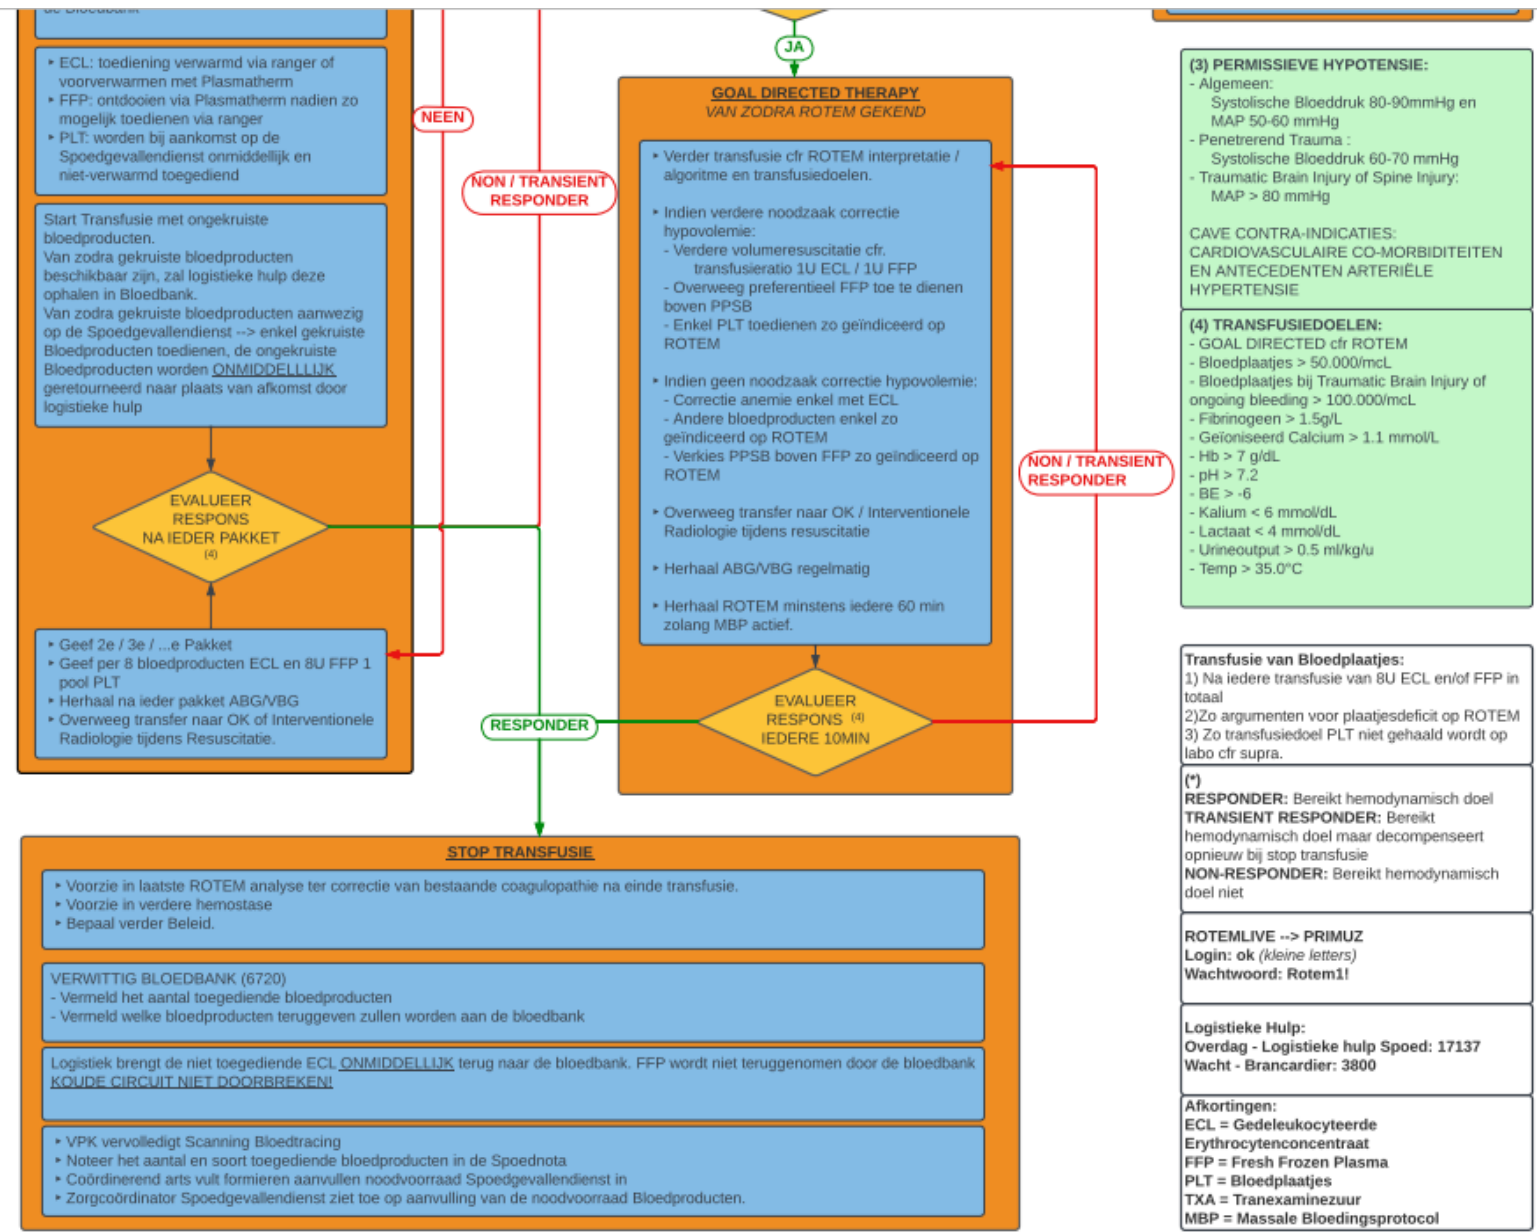 de Bloedbank.
‣ ECL: toediening verwarmd via ranger of
voorverwarmen met Plasmatherm
‣ FFP: ontdooien via Plasmatherm nadien zo
mogelijk toedienen via ranger
‣ PLT: worden bij aankomst op de
Spoedgevallendienst onmiddellijk en
niet-verwarmd toegediend
Start Transfusie met ongekruiste
bloedproducten.
Van zodra gekruiste bloedproducten
beschikbaar zijn, zal logistieke hulp deze
ophalen in Bloedbank.
Van zodra gekruiste bloedproducten aanwezig
op de Spoedgevallendienst --> enkel gekruiste
Bloedproducten toedienen, de ongekruiste
Bloedproducten worden ONMIDDELLLIJK
geretourneerd naar plaats van afkomst door
logistieke hulp
EVALUEER
RESPONS
NA IEDER PAKKET
(4)
‣ Geef 2e / 3e / ...e Pakket
‣ Geef per 8 bloedproducten ECL en 8U FFP 1
pool PLT
‣ Herhaal na ieder pakket ABG/VBG
‣ Overweeg transfer naar OK of Interventionele
Radiologie tijdens Resuscitatie.
NEEN
NON / TRANSIENT
RESPONDER
JA
GOAL DIRECTED THERAPY
VAN ZODRA ROTEM GEKEND
‣ Verder transfusie cfr ROTEM interpretatie /
algoritme en transfusiedoelen.
‣ Indien verdere noodzaak correctie
hypovolemie:
- Verdere volumeresuscitatie cfr.
transfusieratio 1U ECL / 1U FFP
- Overweeg preferentieel FFP toe te dienen
boven PPSB
- Enkel PLT toedienen zo geïndiceerd op
ROTEM
‣ Indien geen noodzaak correctie hypovolemie:
- Correctie anemie enkel met ECL
- Andere bloedproducten enkel zo
geïndiceerd op ROTEM
- Verkies PPSB boven FFP zo geïndiceerd op
ROTEM
‣ Overweeg transfer naar OK / Interventionele
Radiologie tijdens resuscitatie
‣ Herhaal ABG/VBG regelmatig
‣ Herhaal ROTEM minstens iedere 60 min
zolang MBP actief.
EVALUEER
RESPONS (4)
IEDERE 10MIN
RESPONDER
NON / TRANSIENT
RESPONDER
STOP TRANSFUSIE
‣ Voorzie in laatste ROTEM analyse ter correctie van bestaande coagulopathie na einde transfusie.
‣ Voorzie in verdere hemostase
‣ Bepaal verder Beleid.
VERWITTIG BLOEDBANK (6720)
- Vermeld het aantal toegediende bloedproducten
- Vermeld welke bloedproducten teruggeven zullen worden aan de bloedbank
Logistiek brengt de niet toegediende ECL ONMIDDELLIJK terug naar de bloedbank. FFP wordt niet teruggenomen door de bloedbank
KOUDE CIRCUIT NIET DOORBREKEN!
‣ VPK vervolledigt Scanning Bloedtracing
‣ Noteer het aantal en soort toegediende bloedproducten in de Spoednota
‣ Coördinerend arts vult formieren aanvullen noodvoorraad Spoedgevallendienst in
‣ Zorgcoördinator Spoedgevallendienst ziet toe op aanvulling van de noodvoorraad Bloedproducten.
(3) PERMISSIEVE HYPOTENSIE:
- Algemeen:
Systolische Bloeddruk 80-90mmHg en
MAP 50-60 mmHg
- Penetrerend Trauma :
Systolische Bloeddruk 60-70 mmHg
- Traumatic Brain Injury of Spine Injury:
MAP > 80 mmHg
CAVE CONTRA-INDICATIES:
CARDIOVASCULAIRE CO-MORBIDITEITEN
EN ANTECEDENTEN ARTERIËLE
HYPERTENSIE
(4) TRANSFUSIEDOELEN:
- GOAL DIRECTED cfr ROTEM
- Bloedplaatjes > 50.000/mcL
- Bloedplaatjes bij Traumatic Brain Injury of
ongoing bleeding > 100.000/mcL
- Fibrinogeen > 1.5g/L
- Geïoniseerd Calcium > 1.1 mmol/L
- Hb > 7 g/dL
- pH > 7.2
- BE > -6
- Kalium < 6 mmol/dL
- Lactaat < 4 mmol/dL
- Urineoutput > 0.5 ml/kg/u
- Temp > 35.0°C
Transfusie van Bloedplaatjes:
1) Na iedere transfusie van 8U ECL en/of FFP in
totaal
2)Zo argumenten voor plaatjesdeficit op ROTEM
3) Zo transfusiedoel PLT niet gehaald wordt op
labo cfr supra.
(*)
RESPONDER: Bereikt hemodynamisch doel
TRANSIENT RESPONDER: Bereikt
hemodynamisch doel maar decompenseert
opnieuw bij stop transfusie
NON-RESPONDER: Bereikt hemodynamisch
doel niet
ROTEMLIVE --> PRIMUZ
Login: ok (kleine letters)
Wachtwoord: Rotem1!
Logistieke Hulp:
Overdag - Logistieke hulp Spoed: 17137
Wacht - Brancardier: 3800
Afkortingen:
ECL = Gedeleukocyteerde
Erythrocytenconcentraat
FFP = Fresh Frozen Plasma
PLT = Bloedplaatjes
TXA = Tranexaminezuur
MBP = Massale Bloedingsprotocol